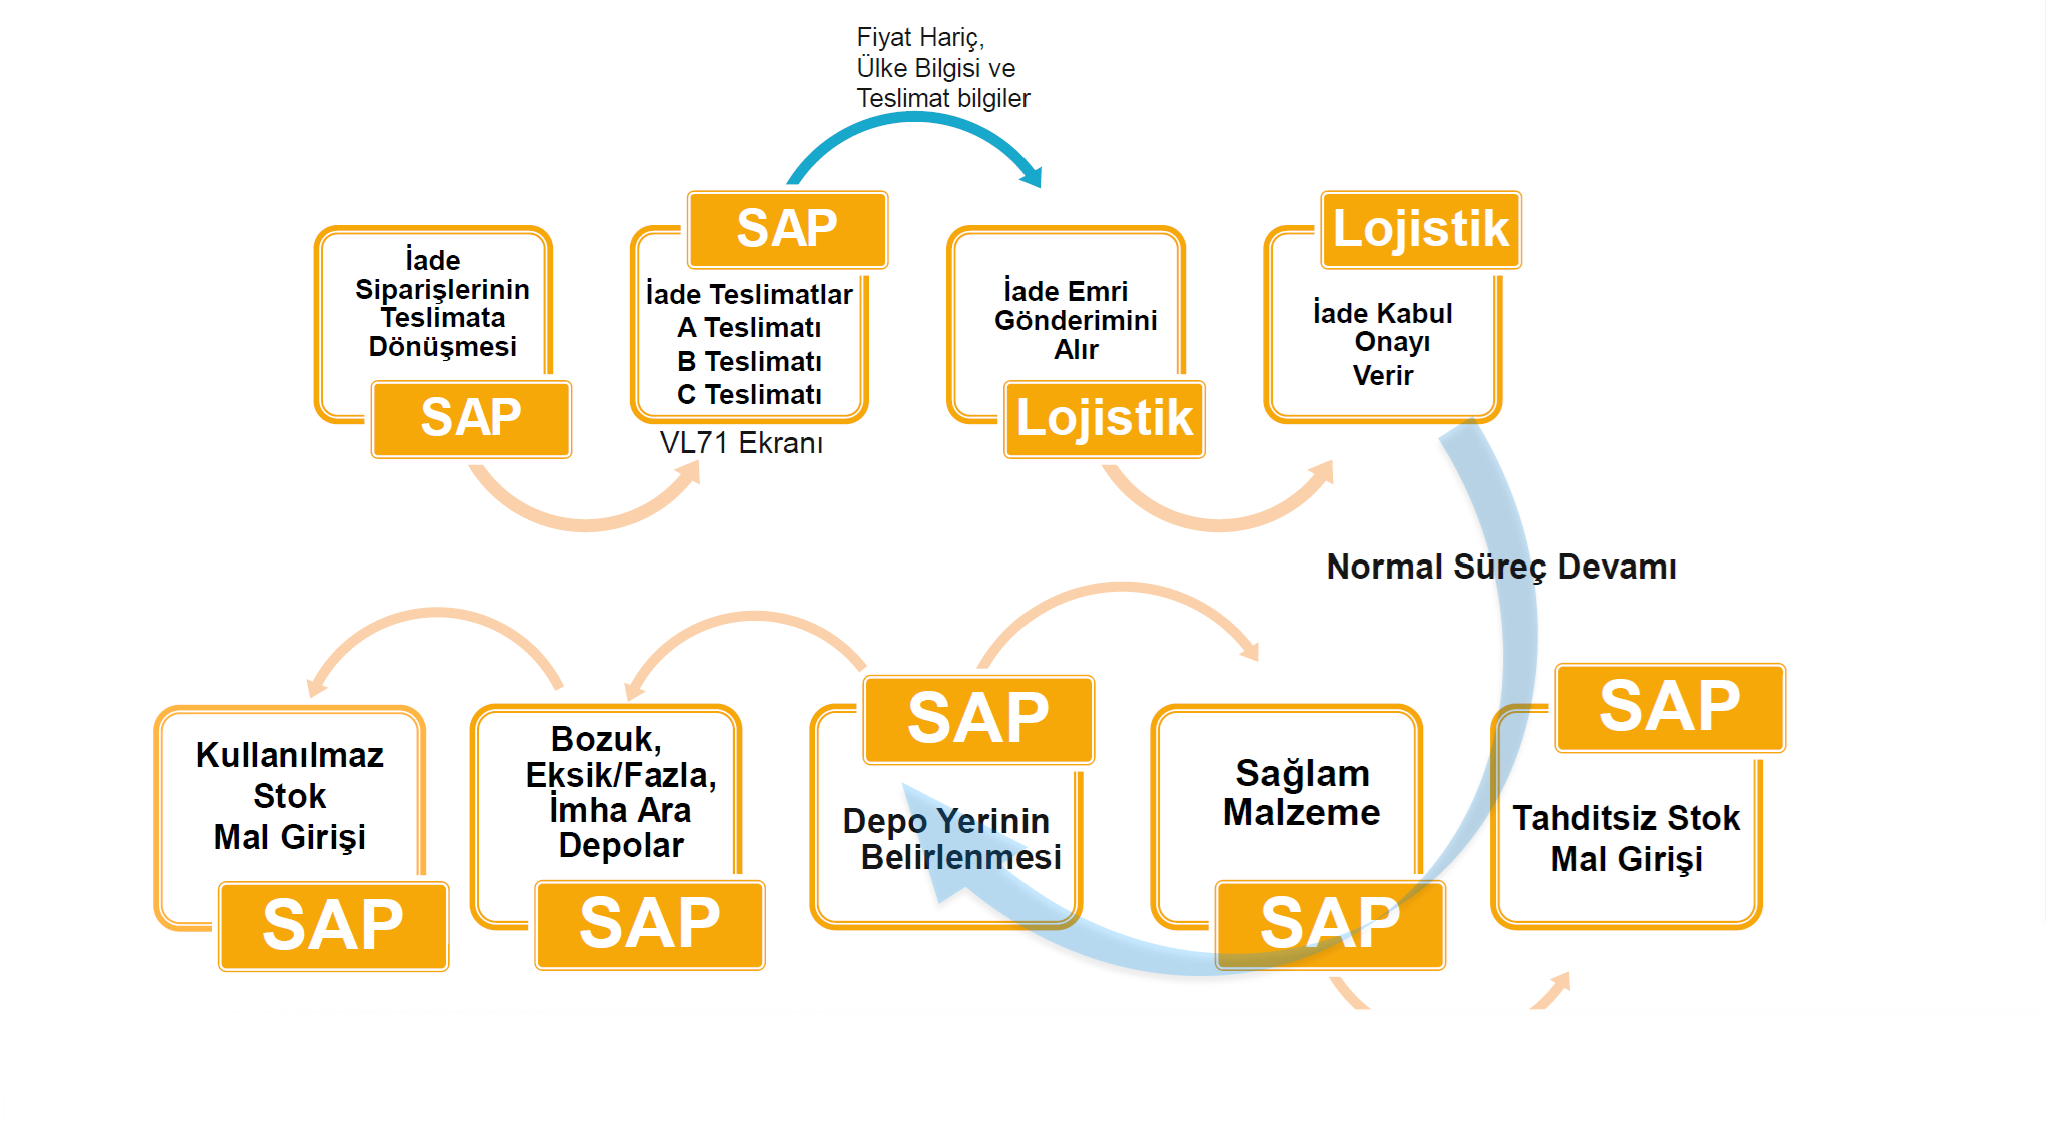 Fiyat Hariç,
Ülke Bilgisi ve
Teslimat bilgiler
İade
Siparişlerinin
Teslimata
Dönüşmesi
SAP
SAP
İade Teslimatlar
A Teslimatı
B Teslimatı
C Teslimatı
VL71 Ekranı
İade Emri
Gönderimini
Alır
Lojistik
Lojistik
İade Kabul
Onayı
Verir
Normal Süreç Devamı
Kullanılmaz
Stok
Mal Girişi
SAP
Bozuk,
Eksik/Fazla,
İmha Ara
Depolar
SAP
SAP
Depo Yerinin
Belirlenmesi
Sağlam
Malzeme
SAP
SAP
Tahditsiz Stok
Mal Girişi